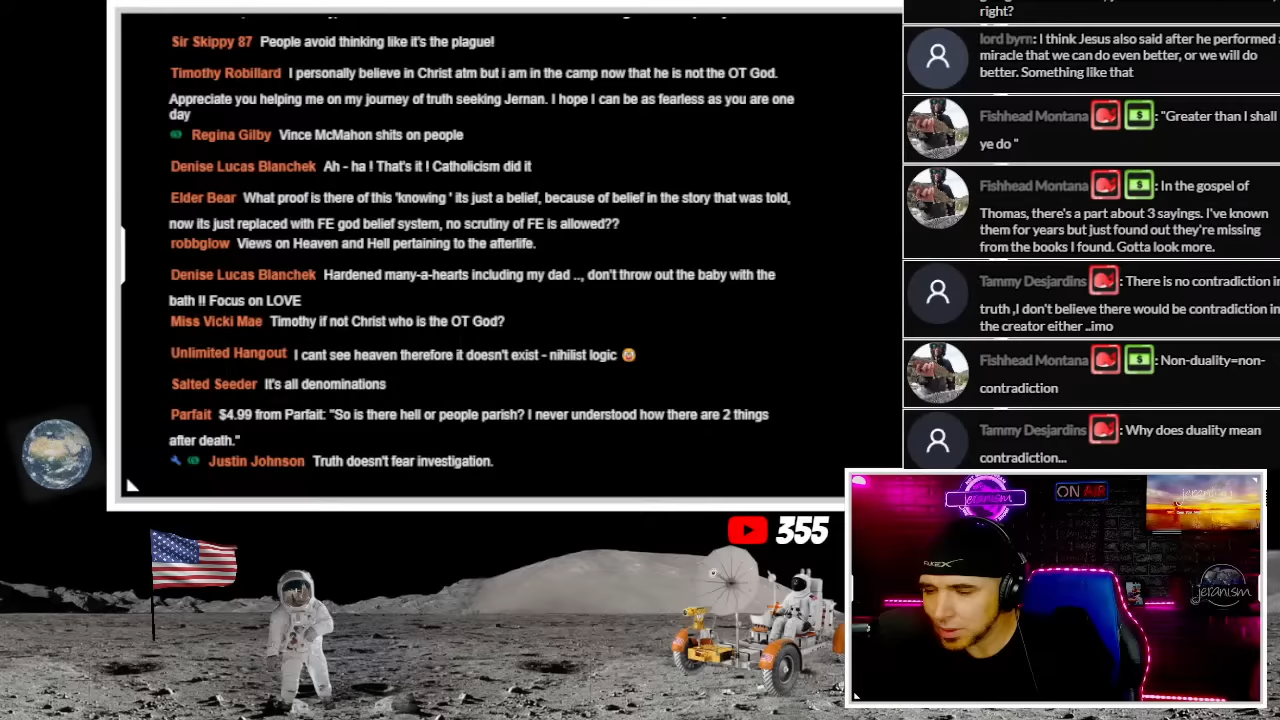 Sir Skippy 87 People avoid thinking like it's the plague!
Timothy Robillard I personally believe in Christ atm but i am in the camp now that he is not the OT God.
Appreciate you helping me on my journey of truth seeking Jernan. I hope I can be as fearless as you are one
day
Regina Gilby Vince McMahon shits on people
Denise Lucas Blanchek Ah - ha ! That's it ! Catholicism did it
Elder Bear What proof is there of this 'knowing ' its just a belief, because of belief in the story that was told,
now its just replaced with FE god belief system, no scrutiny of FE is allowed??
robbglow Views on Heaven and Hell pertaining to the afterlife.
Denise Lucas Blanchek Hardened many-a-hearts including my dad .., don't throw out the baby with the
bath !! Focus on LOVE
Miss Vicki Mae Timothy if not Christ who is the OT God?
Unlimited Hangout I cant see heaven therefore it doesn't exist - nihilist logic
Salted Seeder It's all denominations
Parfait $4.99 from Parfait: "So is there hell or people parish? I never understood how there are 2 things
after death."
Justin Johnson Truth doesn't fear investigation.
right?
lord byrn: I think Jesus also said after he performed a
miracle that we can do even better, or we will do
better. Something like that
Fishhead Montana : "Greater than I shall
ye do "
Fishhead Montana : In the gospel of
Thomas, there's a part about 3 sayings. I've known
them for years but just found out they're missing
from the books I found. Gotta look more.
Tammy Desjardins : There is no contradiction in
truth ,I don't believe there would be contradiction in
the creator either ..imo
Fishhead Montana : Non-duality=non-
contradiction
Tammy Desjardins : Why does duality mean
contradiction...
355
jeranism
ON AIR
jeranism
jeranism